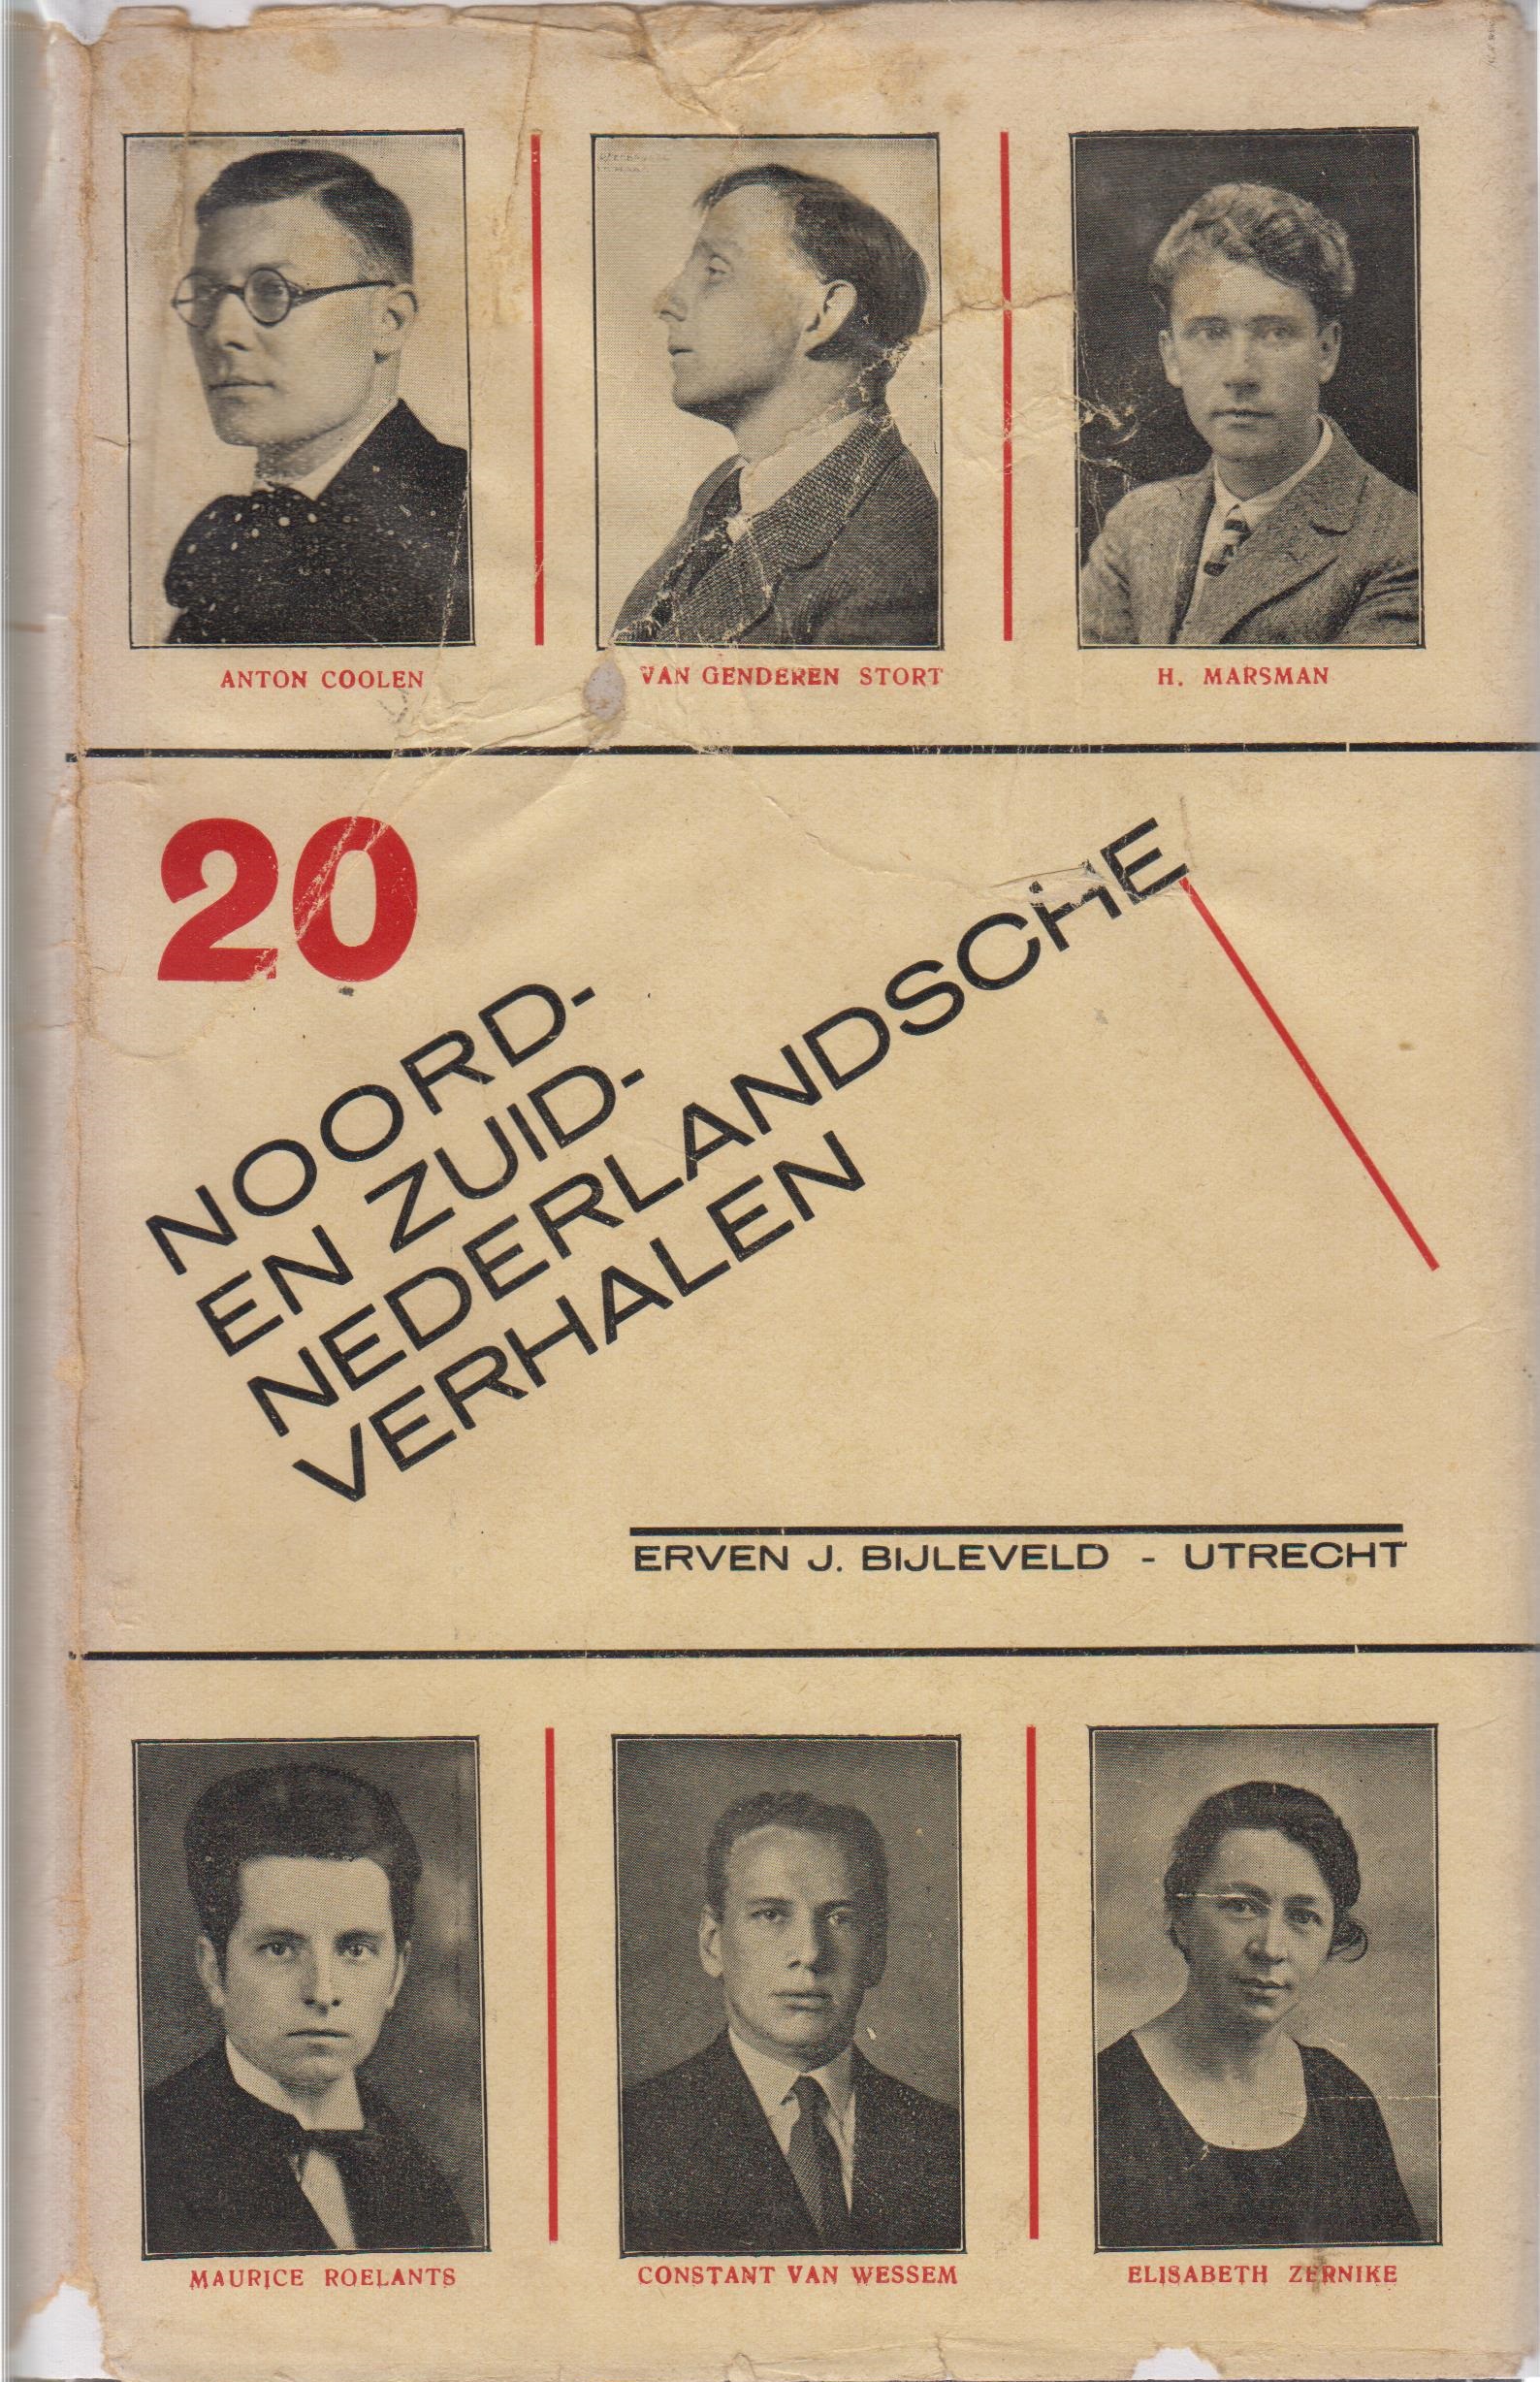 ANTON COOLEN
VAN GENDEREN STORT
H. MARSMAN
20
NOORD-
EN ZUID-
NEDERLANDSCHE
VERHALEN
ERVEN J. BIJLEVELD - UTRECHT
MAURICE ROELANTS
CONSTANT VAN WESSEM
ELISABETH ZERNIKE